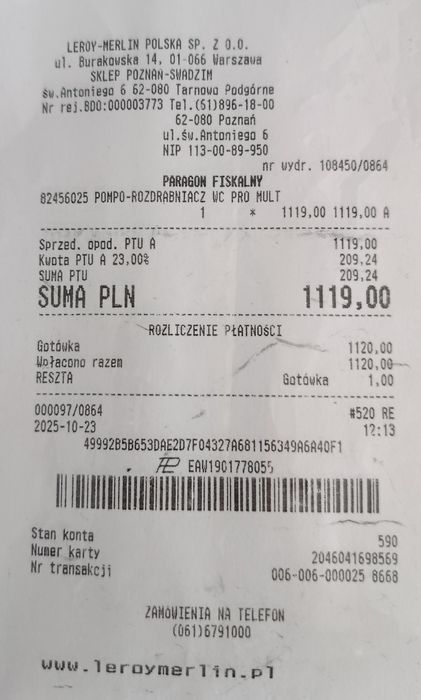 LEROY-MERLIN POLSKA SP. Z O.O.
ul. Burakowska 14, 01-066 Warszawa
SKLEP POZNAN-SWADZIM
św.Antoniego 6 62-080 Tarnowo Podgórne
Nr rej.BDO:000003773 Tel.(51)896-18-00
62-080 Poznań
ul.św.Antoniego 6
NIP 113-00-89-950
nr wydr. 108450/0864
PARAGON FISKALNY
82456025 POMPO-ROZDRABNIACZ WC PRO MULT
1 * 1119,00 1119,00 A
Sprzed. opod. PTU A 1119,00
Kwota PTU A 23,00% 209,24
SUMA PTU 209,24
SUMA PLN 1119,00
ROZLICZENIE PŁATNOŚCI
Gotówka 1120,00
Wpłacono razem 1120,00
RESZTA Gotówka 1,00
000097/0864 #520 RE
2025-10-23 12:13
49992B5B653DAE2D7F04327A681156349A6A40F1
EAW1901778055
Stan konta 590
Numer karty 2046041698569
Nr transakcji 006-006-000025 8668
ZAMÓWIENIA NA TELEFON
(061)6791000
www.leroymerlin.pl